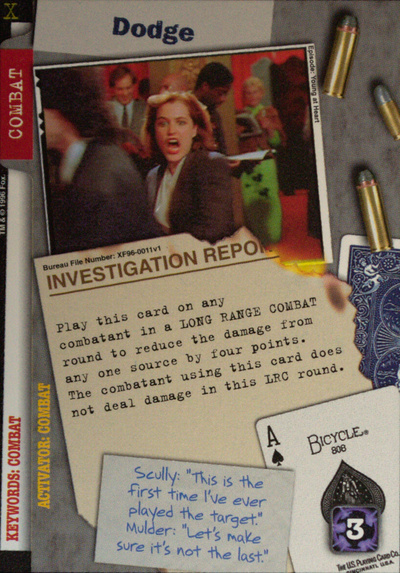 X
Dodge
COMBAT
Episode: Young at Heart
TM & © 1996 Fox.
Bureau File Number: XF96-0011v1
INVESTIGATION REPOR
Play this card on any
combatant in a LONG RANGE COMBAT
round to reduce the damage from
any one source by four points.
The combatant using this card does
not deal damage in this LRC round.
KEYWORDS: COMBAT
ACTIVATOR: COMBAT
Scully: "This is the
first time I've ever
played the target."
Mulder: "Let's make
sure it's not the last."
A
BICYCLE®
808
3
THE U.S. PLAYING CARD CO.
CINCINNATI, U.S.A.